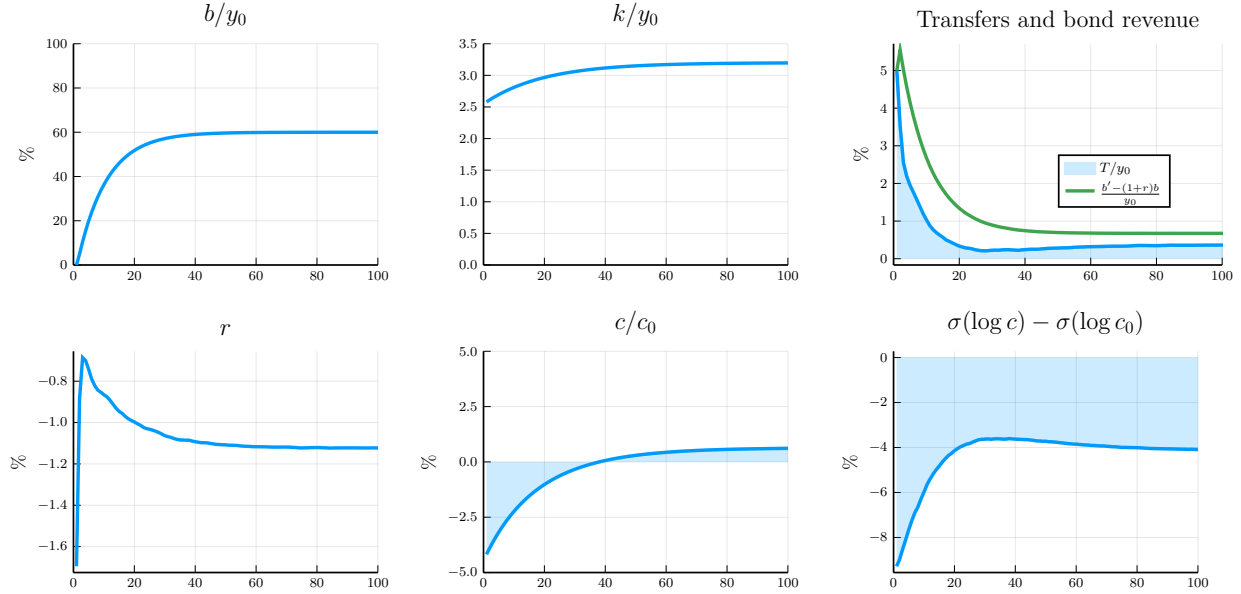 b/y₀
%
100
80
60
40
20
0
0 20 40 60 80 100
k/y₀
3.5
3.0
2.5
2.0
1.5
1.0
0.5
0.0
0 20 40 60 80 100
Transfers and bond revenue
%
5
4
3
2
1
0
0 20 40 60 80 100
T/y₀
b′−(1+r)b
y₀
r
%
−0.8
−1.0
−1.2
−1.4
−1.6
0 20 40 60 80 100
c/c₀
%
5.0
2.5
0.0
−2.5
−5.0
0 20 40 60 80 100
σ(log c) − σ(log c₀)
%
0
−2
−4
−6
−8
0 20 40 60 80 100